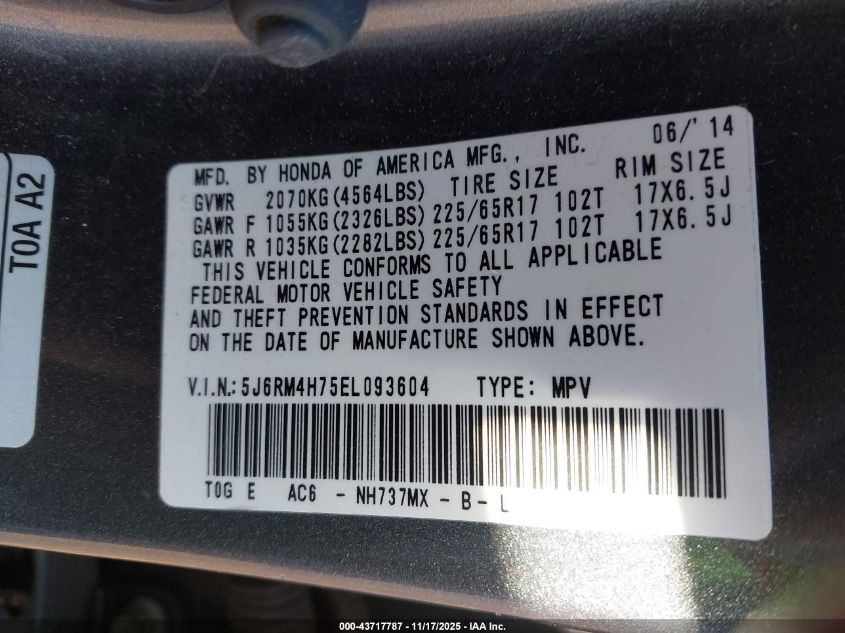 T0A A2
06/'14
MFD. BY HONDA OF AMERICA MFG., INC.
GVWR 2070KG(4564LBS) TIRE SIZE RIM SIZE
GAWR F 1055KG(2326LBS) 225/65R17 102T 17X6.5J
GAWR R 1035KG(2282LBS) 225/65R17 102T 17X6.5J
THIS VEHICLE CONFORMS TO ALL APPLICABLE
FEDERAL MOTOR VEHICLE SAFETY
AND THEFT PREVENTION STANDARDS IN EFFECT
ON THE DATE OF MANUFACTURE SHOWN ABOVE.
V.I.N.: 5J6RM4H75EL093604 TYPE: MPV
T0G E AC6 - NH737MX - B - L
000-43717787 - 11/17/2025 - IAA Inc.